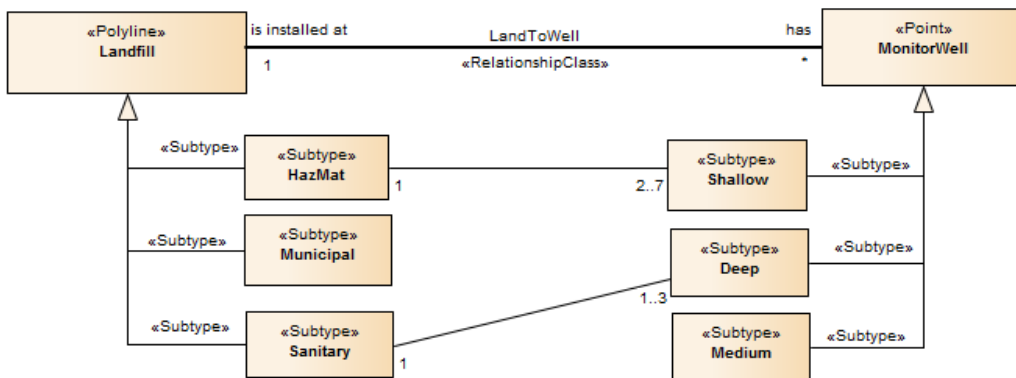 «Polyline»
Landfill
is installed at
LandToWell
has
1
«RelationshipClass»
*
«Point»
MonitorWell
«Subtype»
«Subtype»
HazMat
1
2..7
«Subtype»
Shallow
«Subtype»
«Subtype»
«Subtype»
Municipal
«Subtype»
Deep
«Subtype»
1..3
«Subtype»
«Subtype»
Sanitary
1
«Subtype»
Medium
«Subtype»